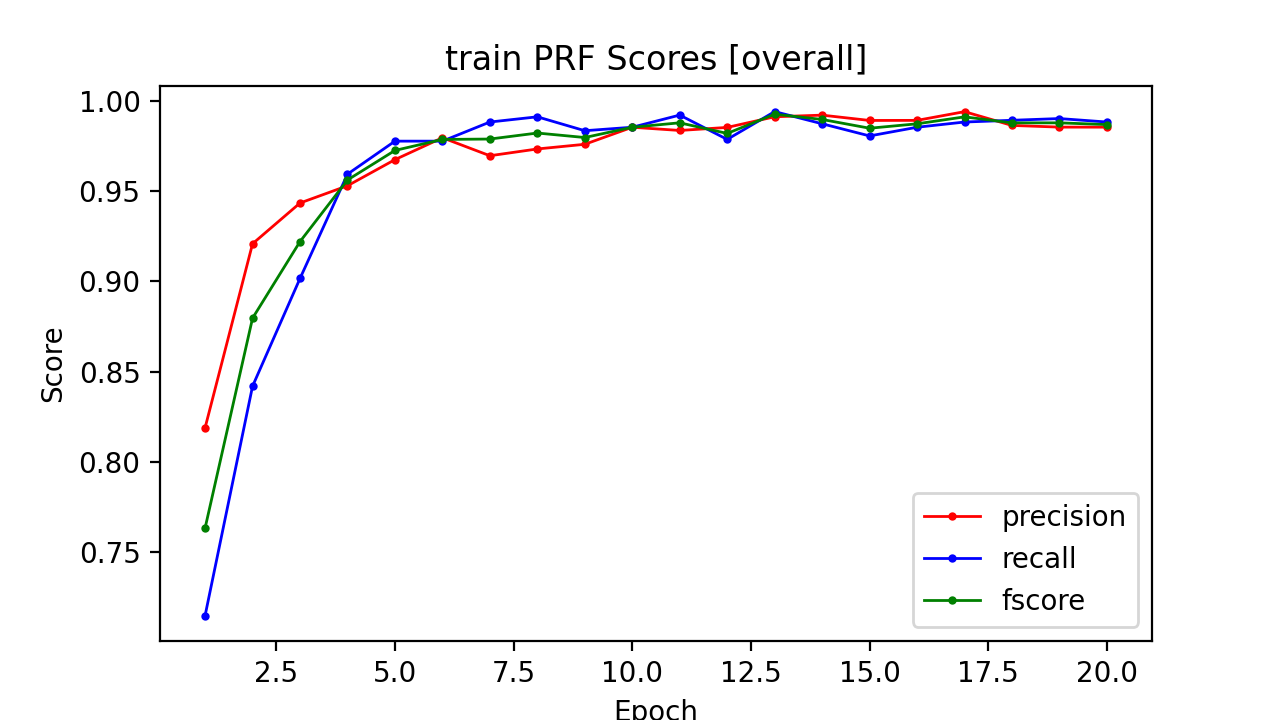 train PRF Scores [overall]
1.00
0.95
0.90
0.85
0.80
0.75
Score
precision
recall
fscore
2.5 5.0 7.5 10.0 12.5 15.0 17.5 20.0
Epoch